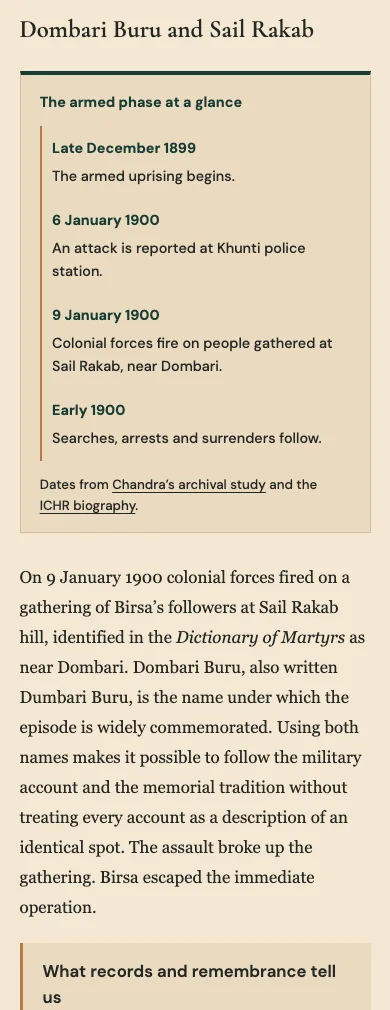 Dombari Buru and Sail Rakab
The armed phase at a glance
Late December 1899
The armed uprising begins.
6 January 1900
An attack is reported at Khunti police
station.
9 January 1900
Colonial forces fire on people gathered at
Sail Rakab, near Dombari.
Early 1900
Searches, arrests and surrenders follow.
Dates from Chandra’s archival study and the
ICHR biography.
On 9 January 1900 colonial forces fired on a
gathering of Birsa’s followers at Sail Rakab
hill, identified in the Dictionary of Martyrs as
near Dombari. Dombari Buru, also written
Dumbari Buru, is the name under which the
episode is widely commemorated. Using both
names makes it possible to follow the military
account and the memorial tradition without
treating every account as a description of an
identical spot. The assault broke up the
gathering. Birsa escaped the immediate
operation.
What records and remembrance tell
us